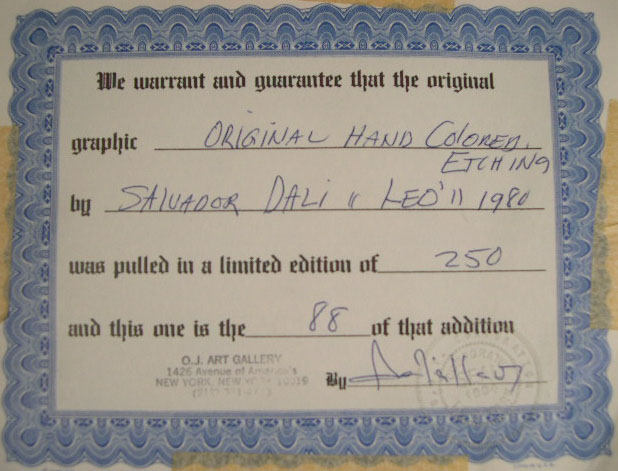 We warrant and guarantee that the original
graphic ORIGINAL HAND COLORED
ETCHING
by SALVADOR DALI "LEO" 1980
was pulled in a limited edition of 250
and this one is the 88 of that addition
O.J. ART GALLERY
1426 Avenue of America's
NEW YORK, NEW YORK 10019
By